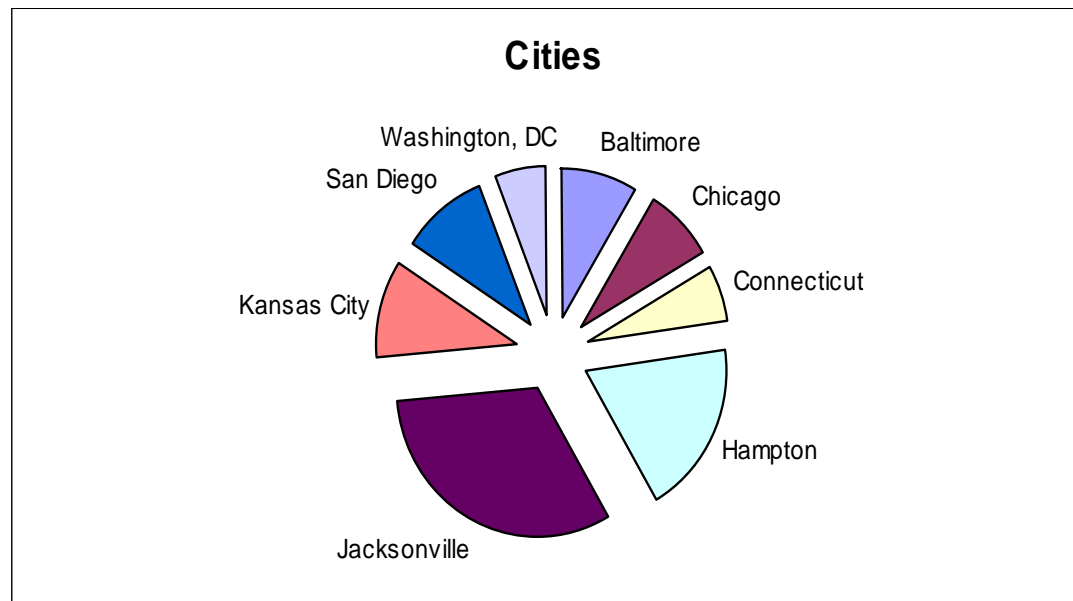 Cities
Washington, DC
Baltimore
San Diego
Chicago
Connecticut
Kansas City
Hampton
Jacksonville